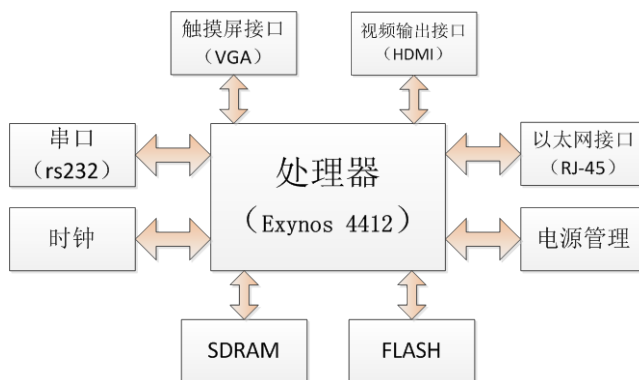 触摸屏接口
（VGA）
视频输出接口
（HDMI）
串口
（rs232）
处理器
（Exynos 4412）
以太网接口
（RJ-45）
时钟
电源管理
SDRAM
FLASH